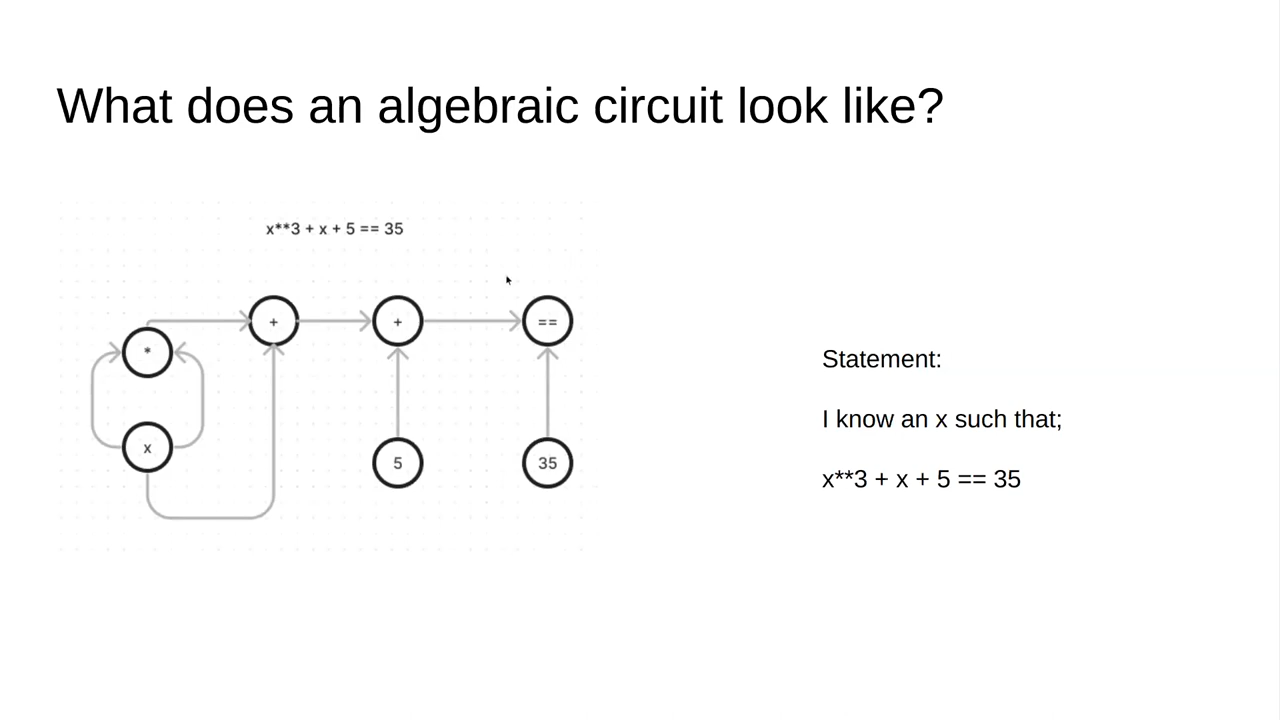 What does an algebraic circuit look like?
x**3 + x + 5 == 35
+
+
==
*
x
5
35
Statement:
I know an x such that;
x**3 + x + 5 == 35